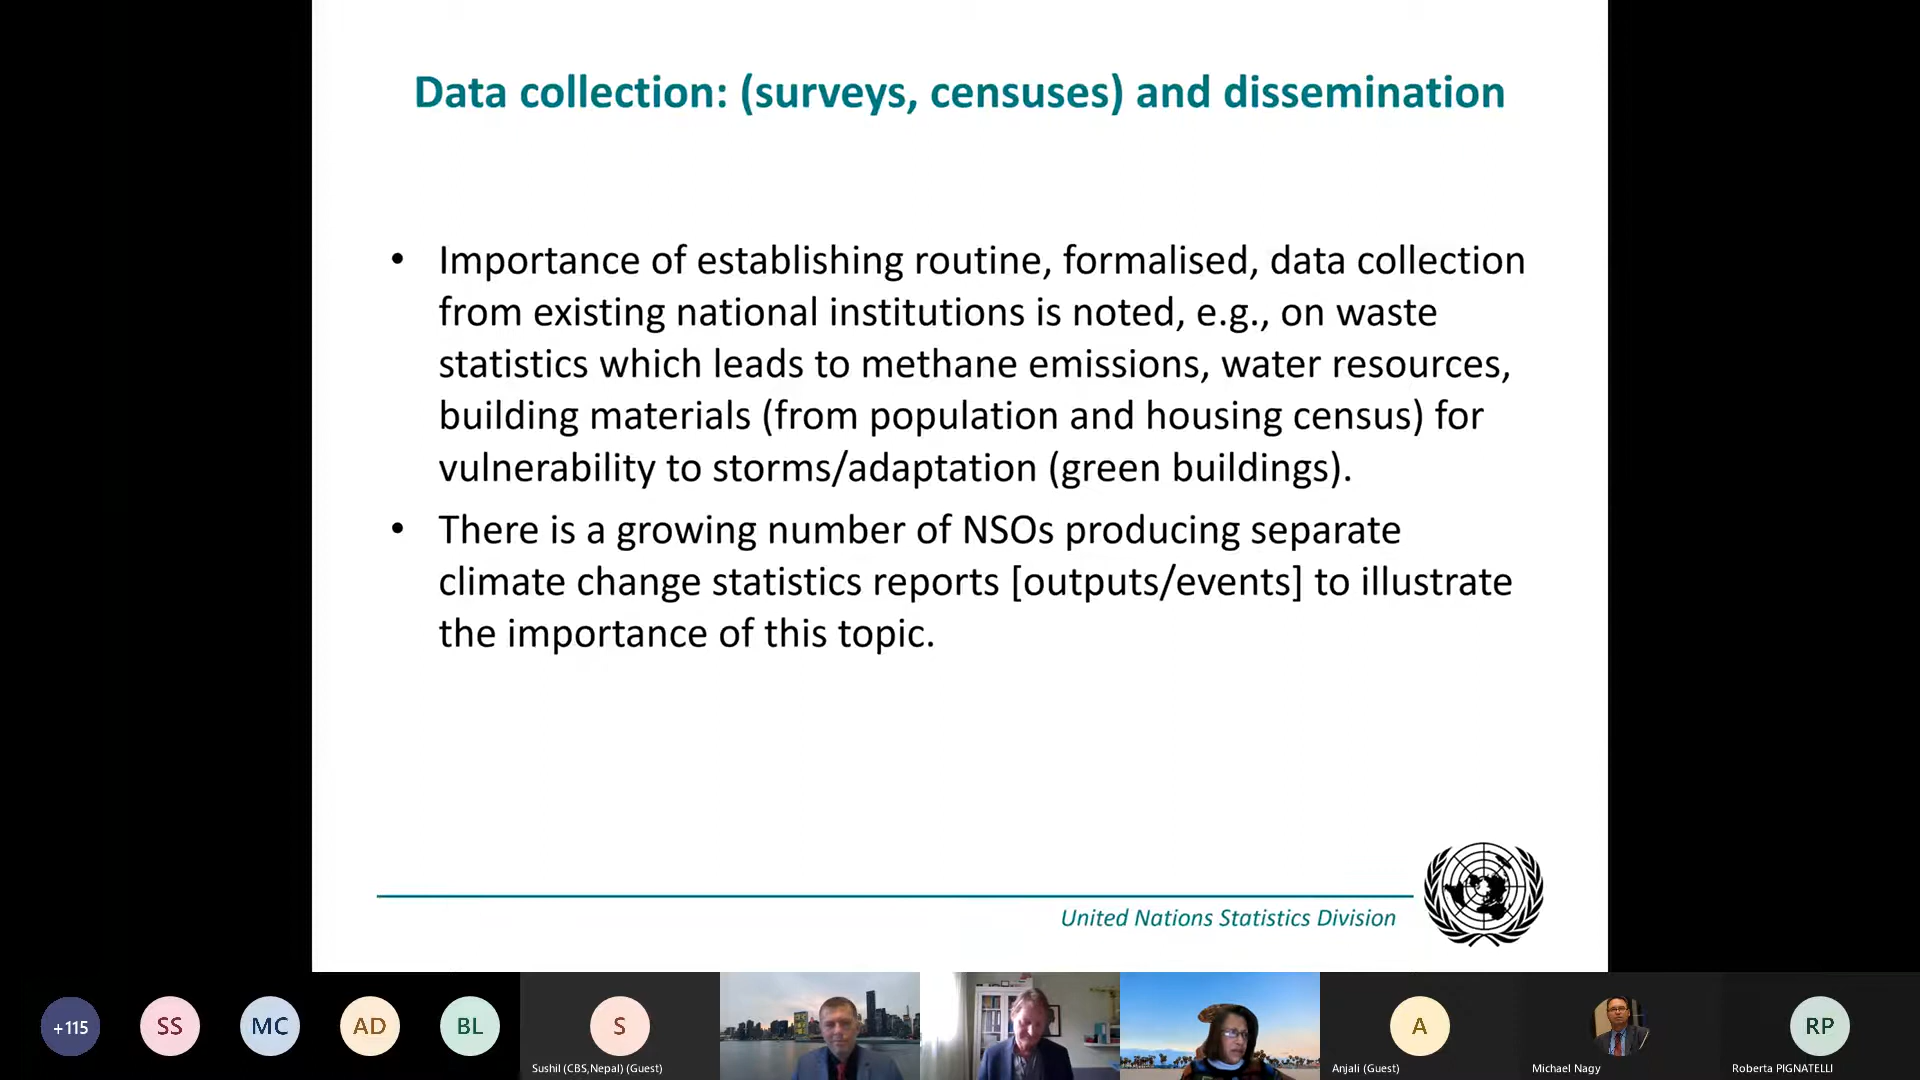 Data collection: (surveys, censuses) and dissemination
• Importance of establishing routine, formalised, data collection
from existing national institutions is noted, e.g., on waste
statistics which leads to methane emissions, water resources,
building materials (from population and housing census) for
vulnerability to storms/adaptation (green buildings).
• There is a growing number of NSOs producing separate
climate change statistics reports [outputs/events] to illustrate
the importance of this topic.
United Nations Statistics Division
+115
SS
MC
AD
BL
S
Sushil (CBS,Nepal) (Guest)
A
Anjali (Guest)
Michael Nagy
RP
Roberta PIGNATELLI